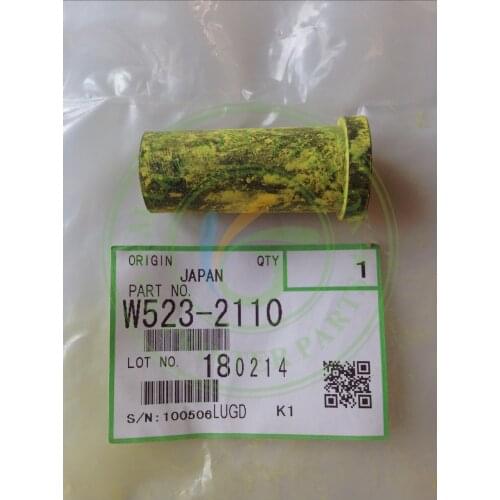 ORIGIN QTY
JAPAN 1
PART NO.
W523-2110
LOT NO. 180214
S/N:100506LUGD K1